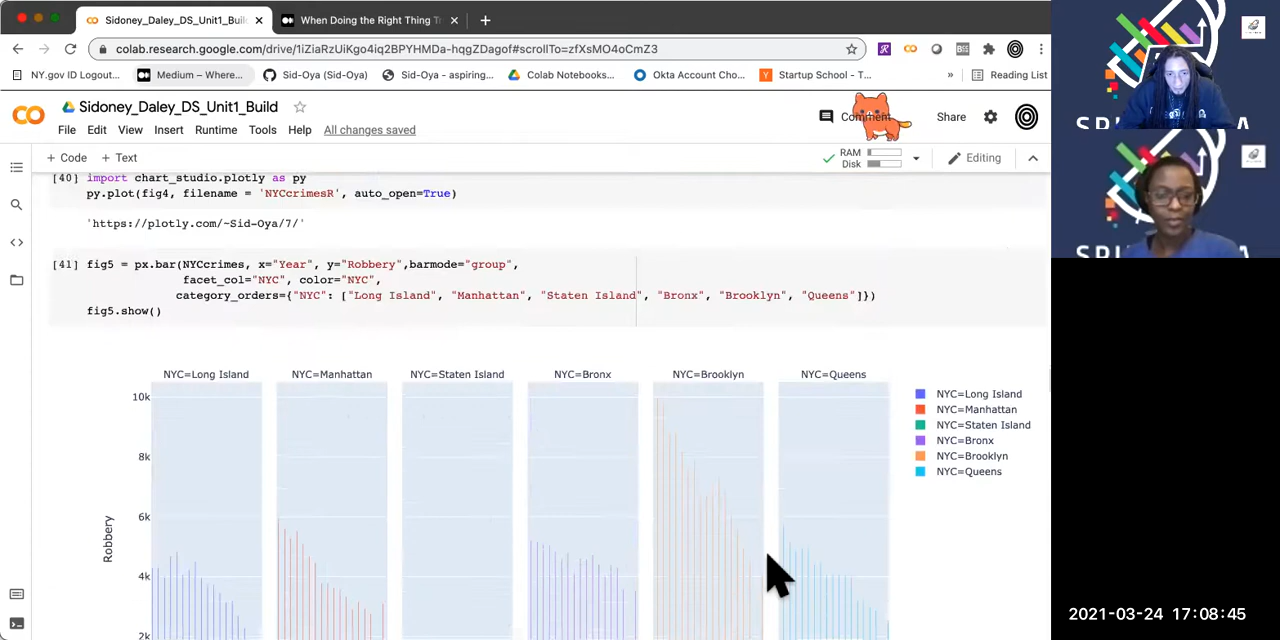 Sidoney_Daley_DS_Unit1_Buil
When Doing the Right Thing T
colab.research.google.com/drive/1iZiaRzUiKgo4iq2BPYHMDa-hqgZDagof#scrollTo=zfXsMO4oCmZ3
NY.gov ID Logout...
Medium – Where...
Sid-Oya (Sid-Oya)
Sid-Oya - aspiring...
Colab Notebooks...
Okta Account Cho...
Startup School - T...
»
Reading List
Sidoney_Daley_DS_Unit1_Build
File Edit View Insert Runtime Tools Help All changes saved
Comment
Share
+ Code + Text
RAM
Disk
Editing
[40] import chart_studio.plotly as py
py.plot(fig4, filename = 'NYCcrimesR', auto_open=True)
'https://plotly.com/~Sid-Oya/7/'
[41] fig5 = px.bar(NYCcrimes, x="Year", y="Robbery",barmode="group",
facet_col="NYC", color="NYC",
category_orders={"NYC": ["Long Island", "Manhattan", "Staten Island", "Bronx", "Brooklyn", "Queens"]})
fig5.show()
NYC=Long Island NYC=Manhattan NYC=Staten Island NYC=Bronx NYC=Brooklyn NYC=Queens
10k
8k
6k
4k
2k
Robbery
NYC=Long Island
NYC=Manhattan
NYC=Staten Island
NYC=Bronx
NYC=Brooklyn
NYC=Queens
2021-03-24 17:08:45